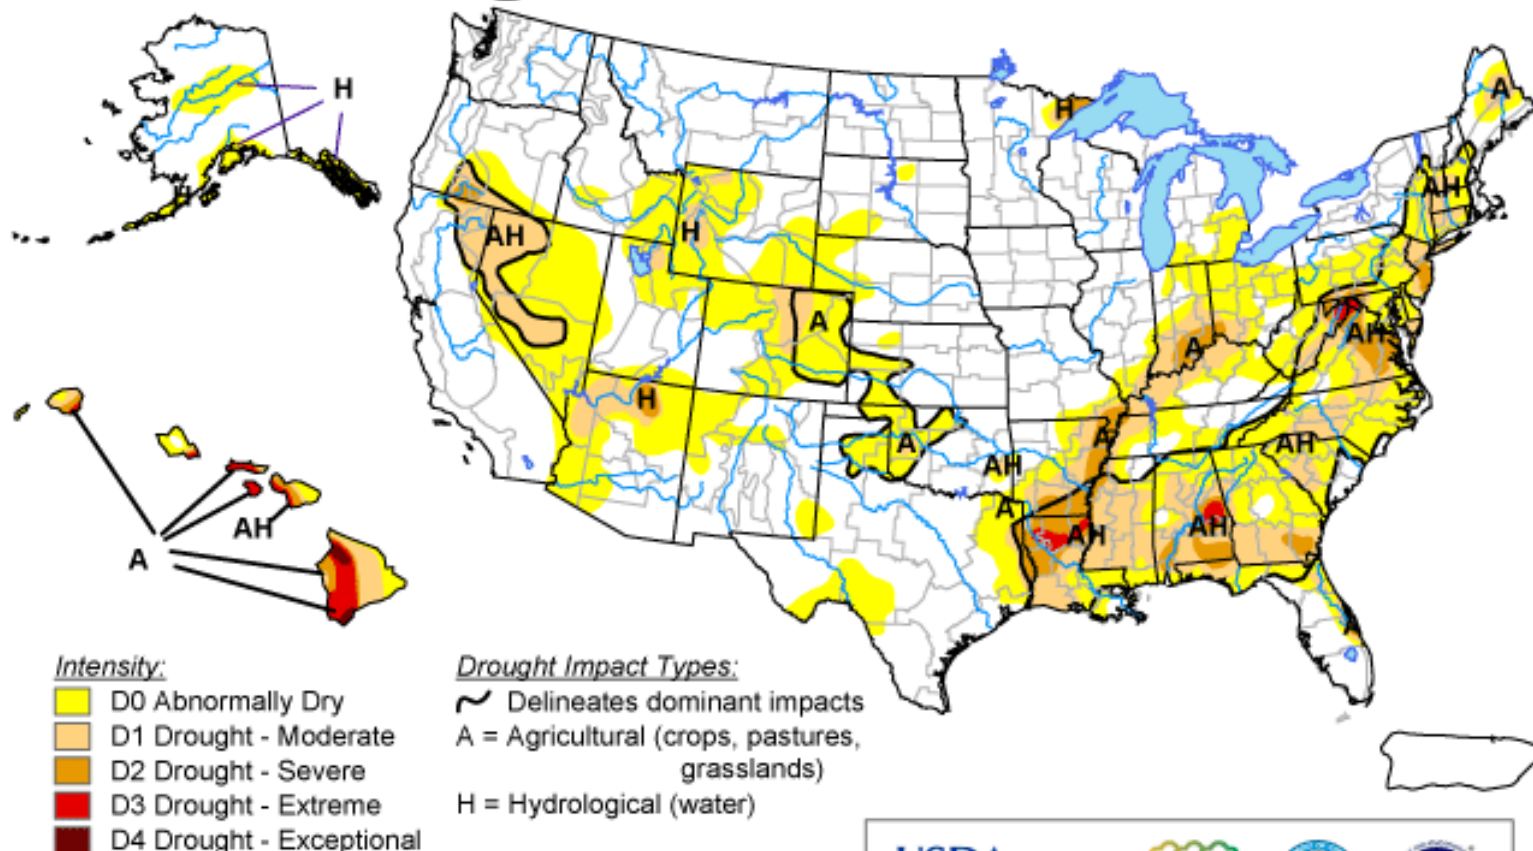 H
A
H
AH
H
AH
A
H
A
AH
A
H
AH
A
A
AH
AH
A
AH
AH
AH
A
Intensity:
D0 Abnormally Dry
D1 Drought - Moderate
D2 Drought - Severe
D3 Drought - Extreme
D4 Drought - Exceptional
Drought Impact Types:
Delineates dominant impacts
A = Agricultural (crops, pastures,
grasslands)
H = Hydrological (water)
USDA